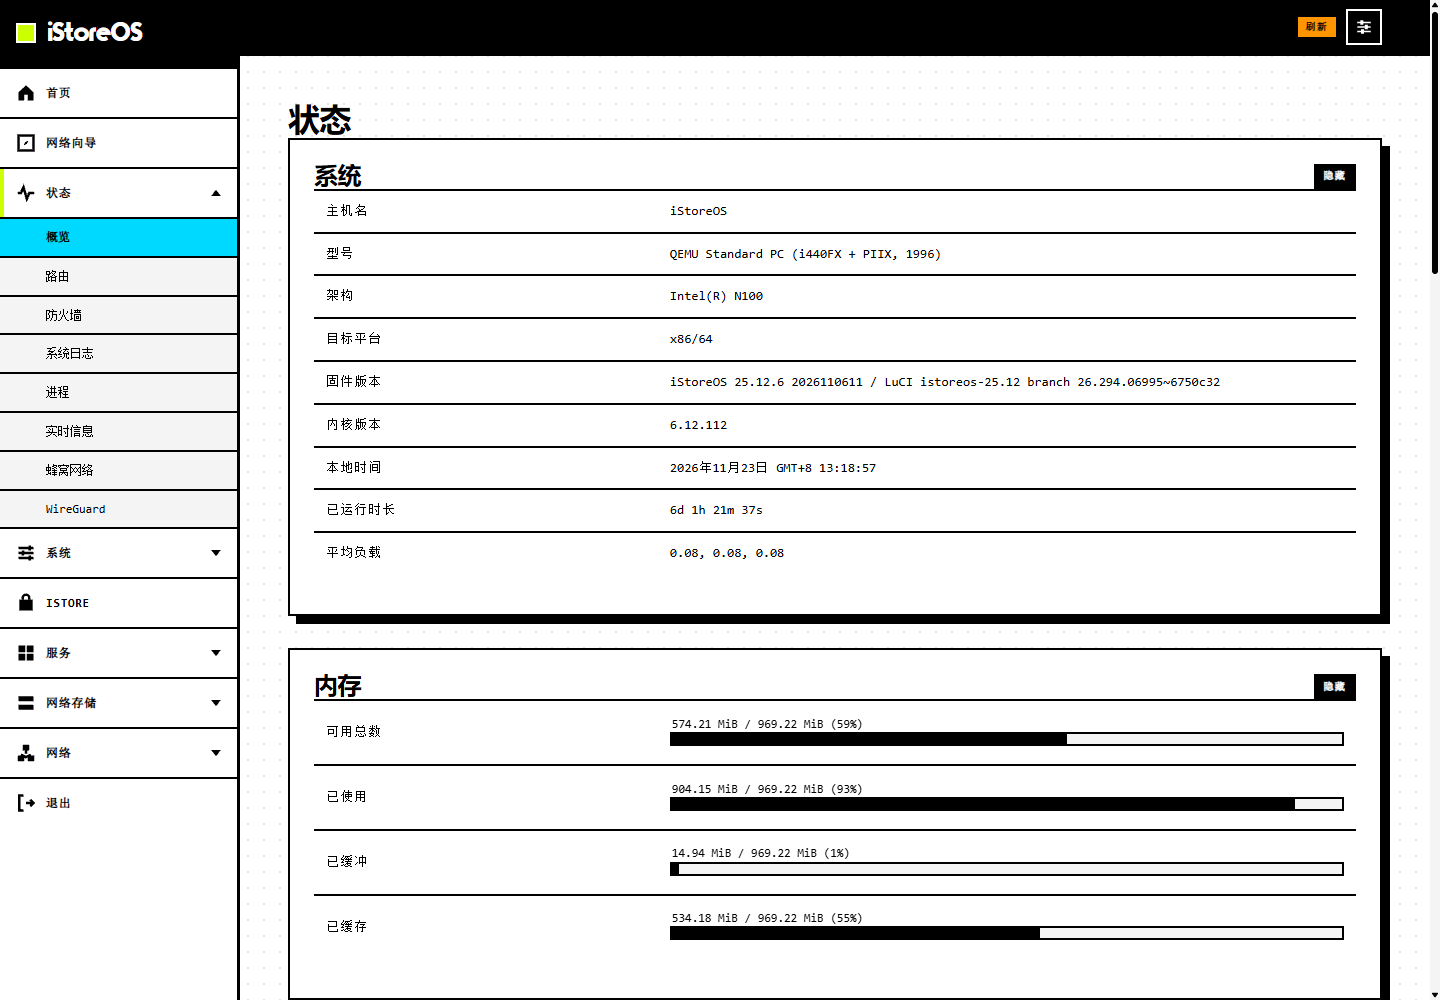 iStoreOS
刷新
首页
网络向导
状态
概览
路由
防火墙
系统日志
进程
实时信息
蜂窝网络
WireGuard
系统
ISTORE
服务
网络存储
网络
退出
状态
系统
隐藏
主机名 iStoreOS
型号 QEMU Standard PC (i440FX + PIIX, 1996)
架构 Intel(R) N100
目标平台 x86/64
固件版本 iStoreOS 25.12.6 2026110611 / LuCI istoreos-25.12 branch 26.294.06995~6750c32
内核版本 6.12.112
本地时间 2026年11月23日 GMT+8 13:18:57
已运行时长 6d 1h 21m 37s
平均负载 0.08, 0.08, 0.08
内存
隐藏
可用总数 574.21 MiB / 969.22 MiB (59%)
已使用 904.15 MiB / 969.22 MiB (93%)
已缓冲 14.94 MiB / 969.22 MiB (1%)
已缓存 534.18 MiB / 969.22 MiB (55%)